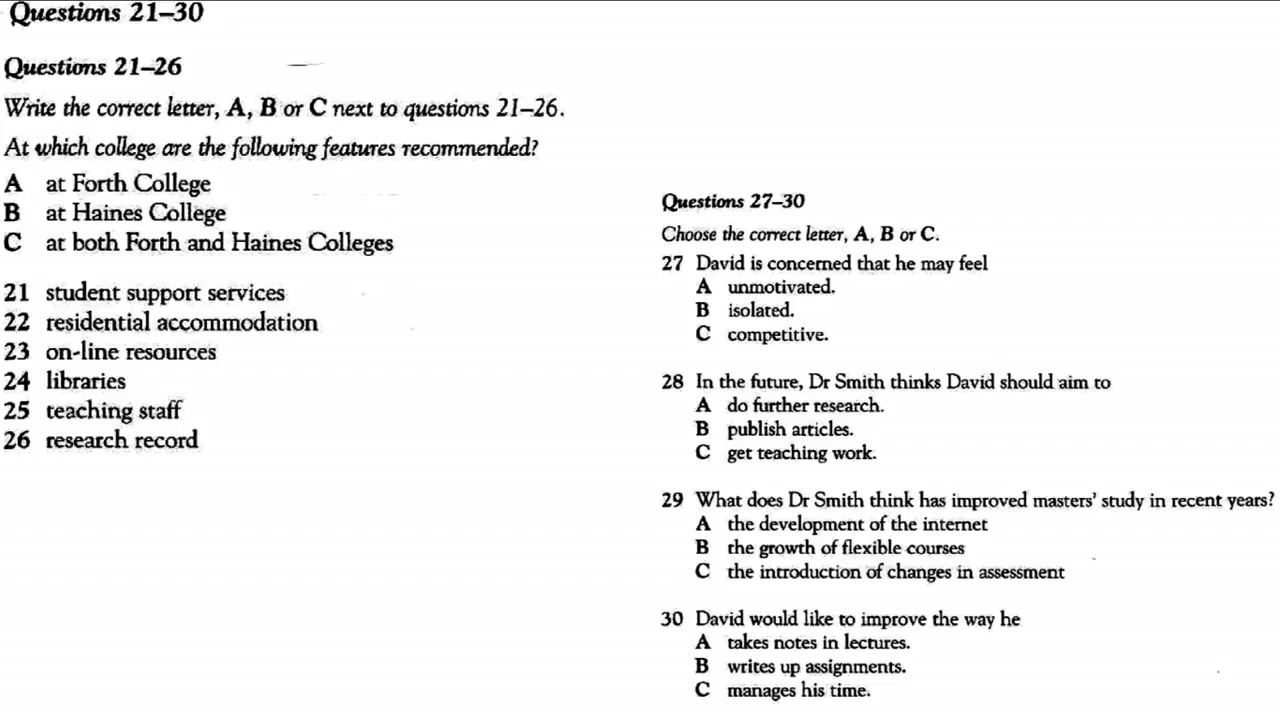 Questions 21–30
Questions 21–26
Write the correct letter, A, B or C next to questions 21–26.
At which college are the following features recommended?
A at Forth College
B at Haines College
C at both Forth and Haines Colleges
21 student support services
22 residential accommodation
23 on-line resources
24 libraries
25 teaching staff
26 research record
Questions 27–30
Choose the correct letter, A, B or C.
27 David is concerned that he may feel
A unmotivated.
B isolated.
C competitive.
28 In the future, Dr Smith thinks David should aim to
A do further research.
B publish articles.
C get teaching work.
29 What does Dr Smith think has improved masters' study in recent years?
A the development of the internet
B the growth of flexible courses
C the introduction of changes in assessment
30 David would like to improve the way he
A takes notes in lectures.
B writes up assignments.
C manages his time.